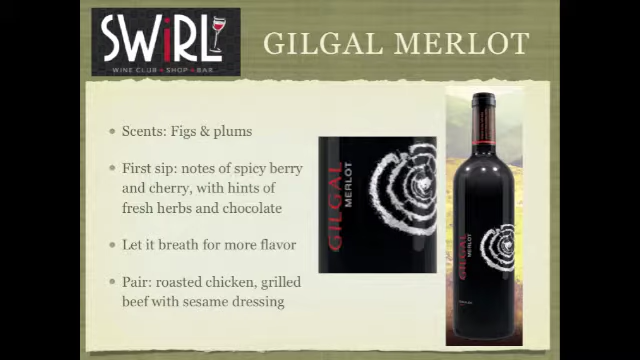 SWiRL
WINE CLUB • SHOP • BAR
GILGAL MERLOT
Scents: Figs & plums
First sip: notes of spicy berry
and cherry, with hints of
fresh herbs and chocolate
Let it breath for more flavor
Pair: roasted chicken, grilled
beef with sesame dressing
GILGAL
MERLOT
GILGAL
MERLOT